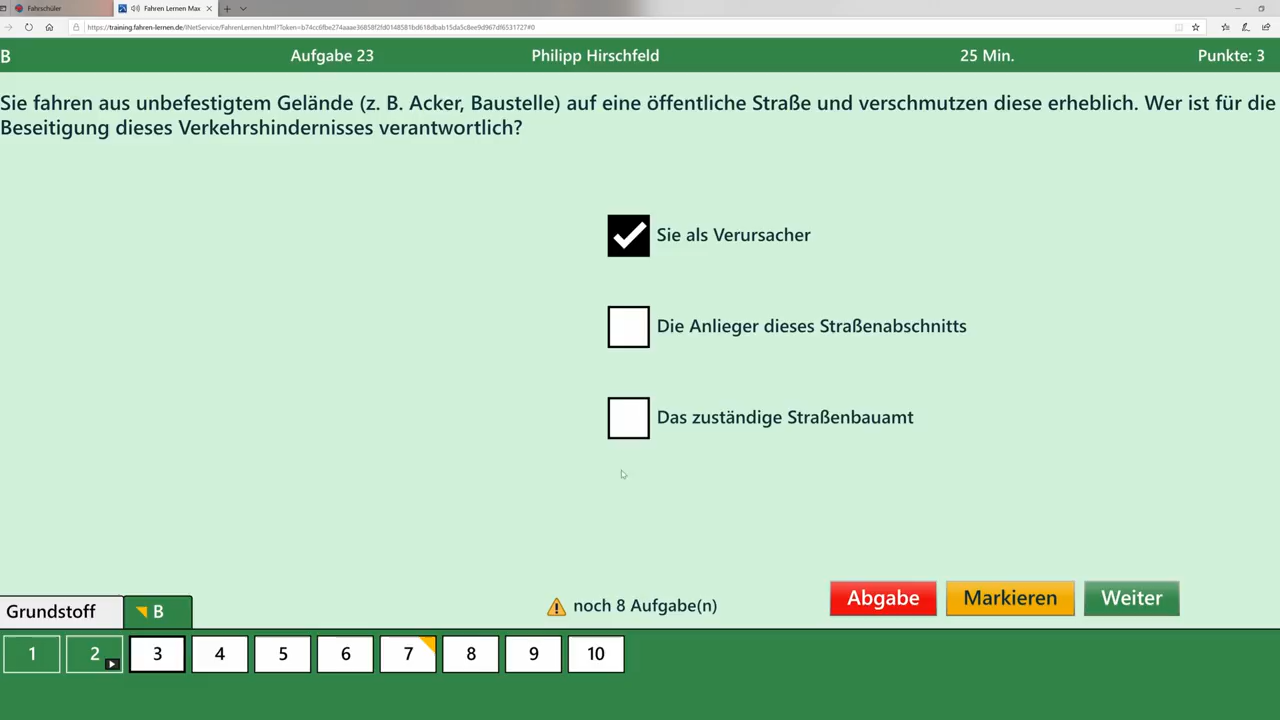 Fahrschüler
Fahren Lernen Max
B
Aufgabe 23
Philipp Hirschfeld
25 Min.
Punkte: 3
Sie fahren aus unbefestigtem Gelände (z. B. Acker, Baustelle) auf eine öffentliche Straße und verschmutzen diese erheblich. Wer ist für die
Beseitigung dieses Verkehrshindernisses verantwortlich?
Sie als Verursacher
Die Anlieger dieses Straßenabschnitts
Das zuständige Straßenbauamt
Grundstoff
B
noch 8 Aufgabe(n)
Abgabe
Markieren
Weiter
1
2
3
4
5
6
7
8
9
10